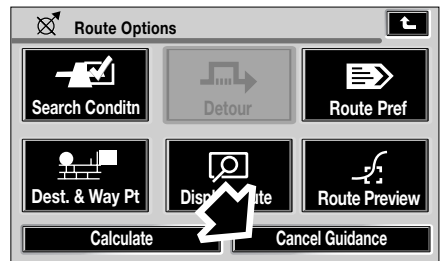 Route Options
Search Conditn
Detour
Route Pref
Dest. & Way Pt
Route Preview
Calculate
Cancel Guidance